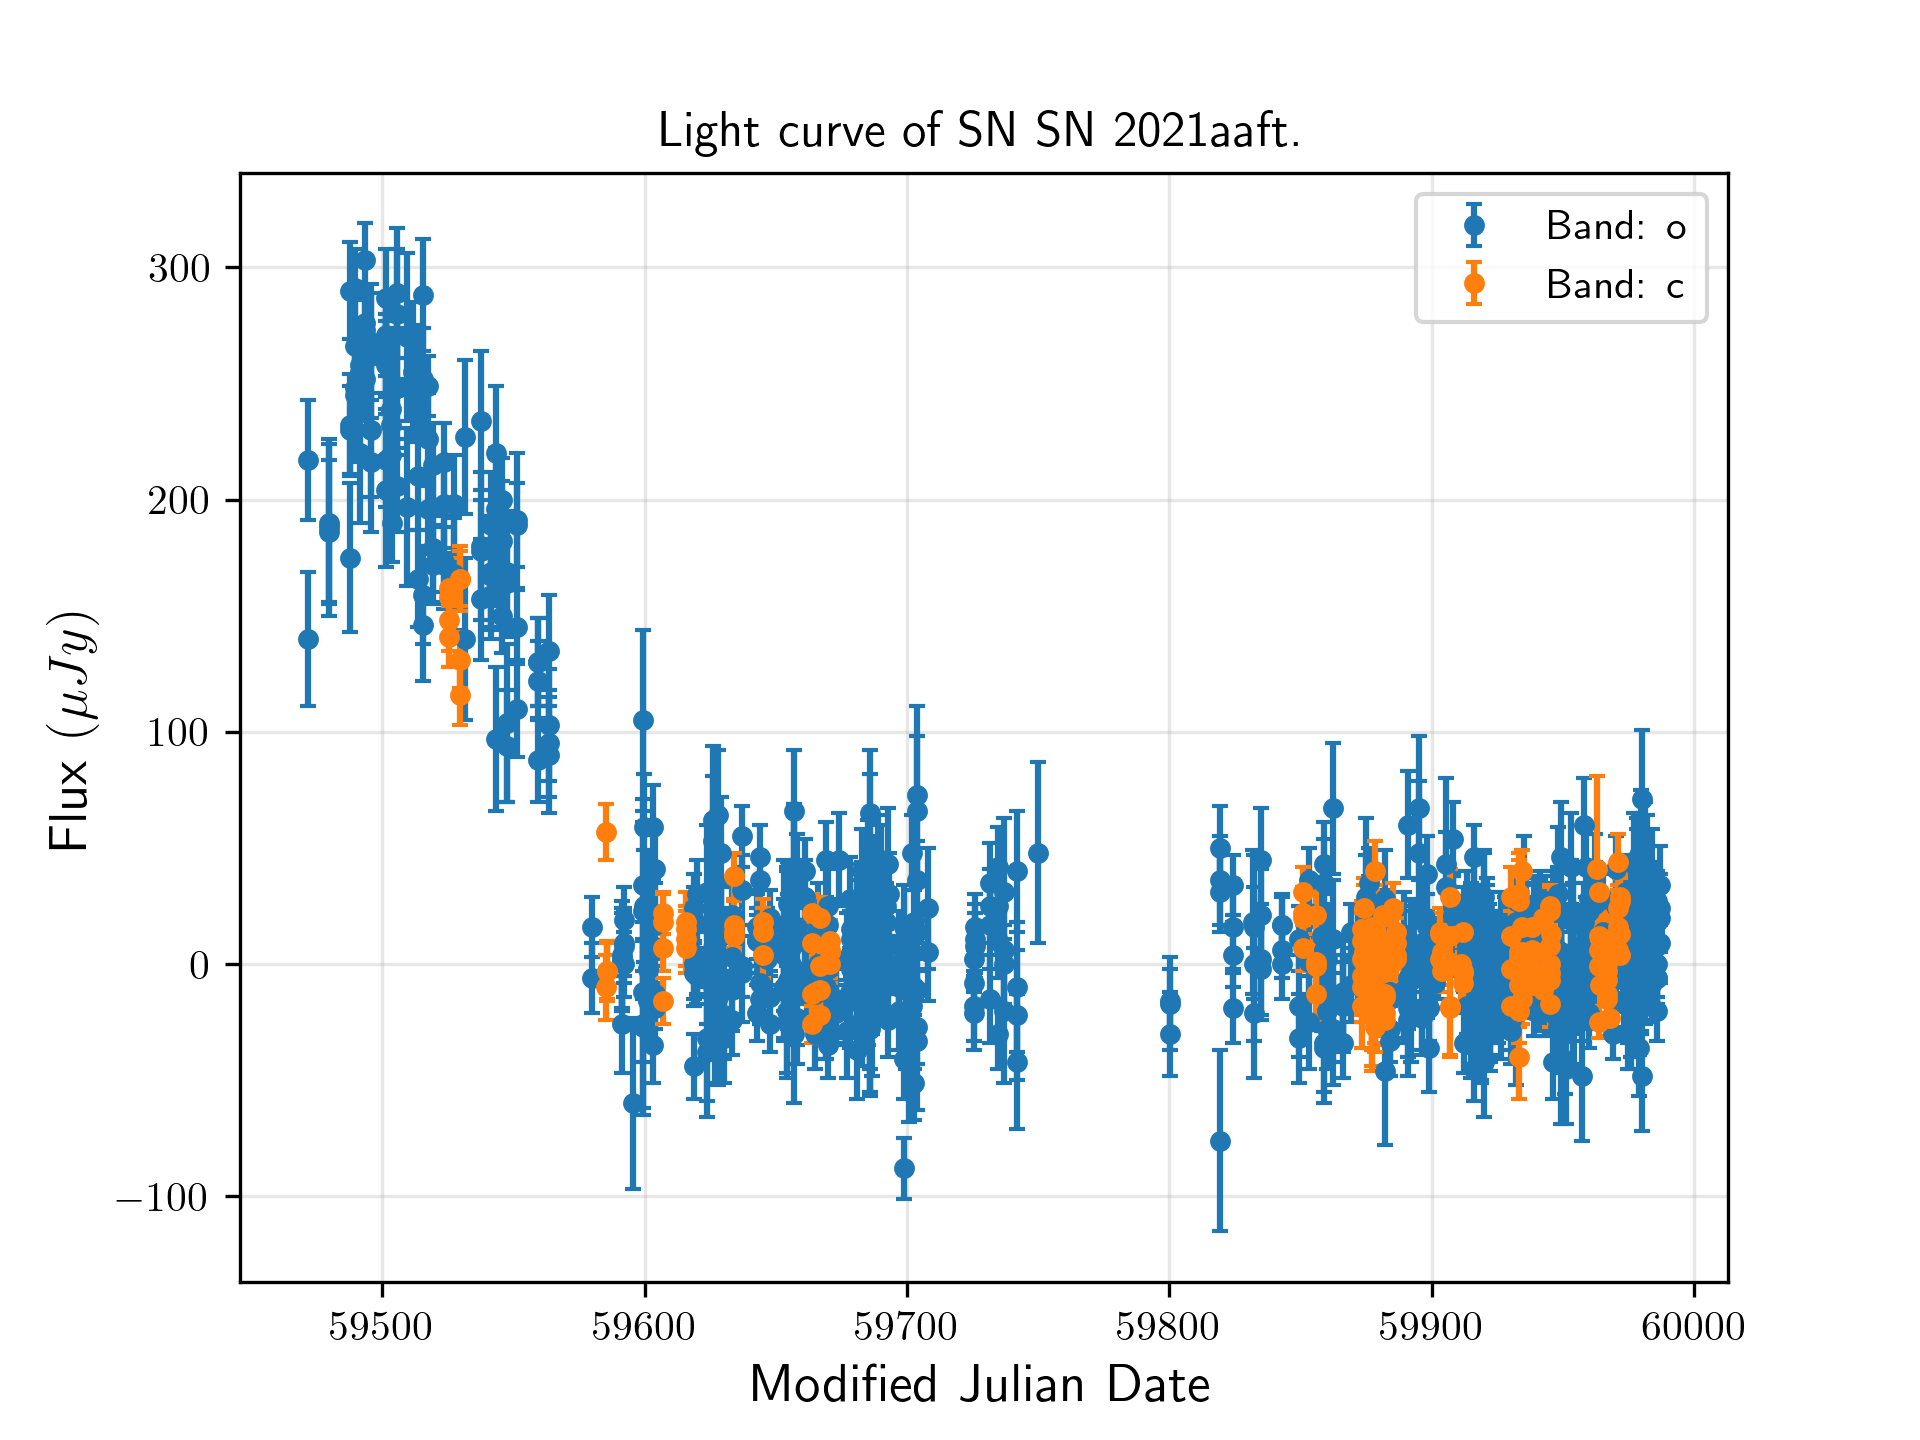 Light curve of SN SN 2021aaft.
Band: o
Band: c
300
200
100
0
−100
Flux (μJy)
59500 59600 59700 59800 59900 60000
Modified Julian Date